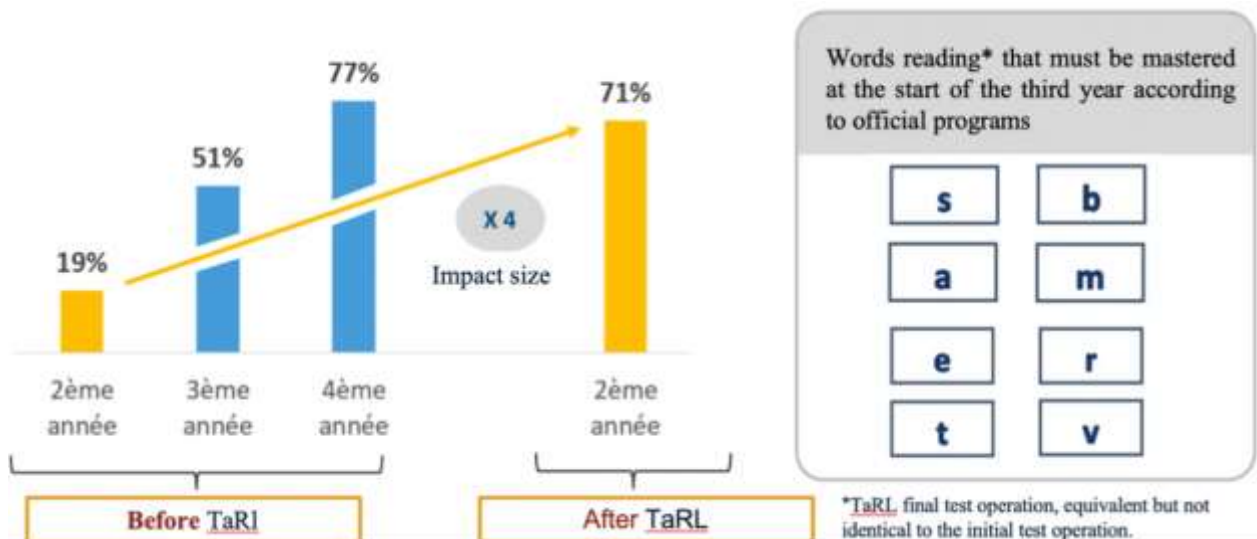 77%
71%
51%
19%
X 4
Impact size
2ème
année
3ème
année
4ème
année
2ème
année
Before TaRl
After TaRL
Words reading* that must be mastered
at the start of the third year according
to official programs
s b
a m
e r
t v
*TaRL final test operation, equivalent but not
identical to the initial test operation.